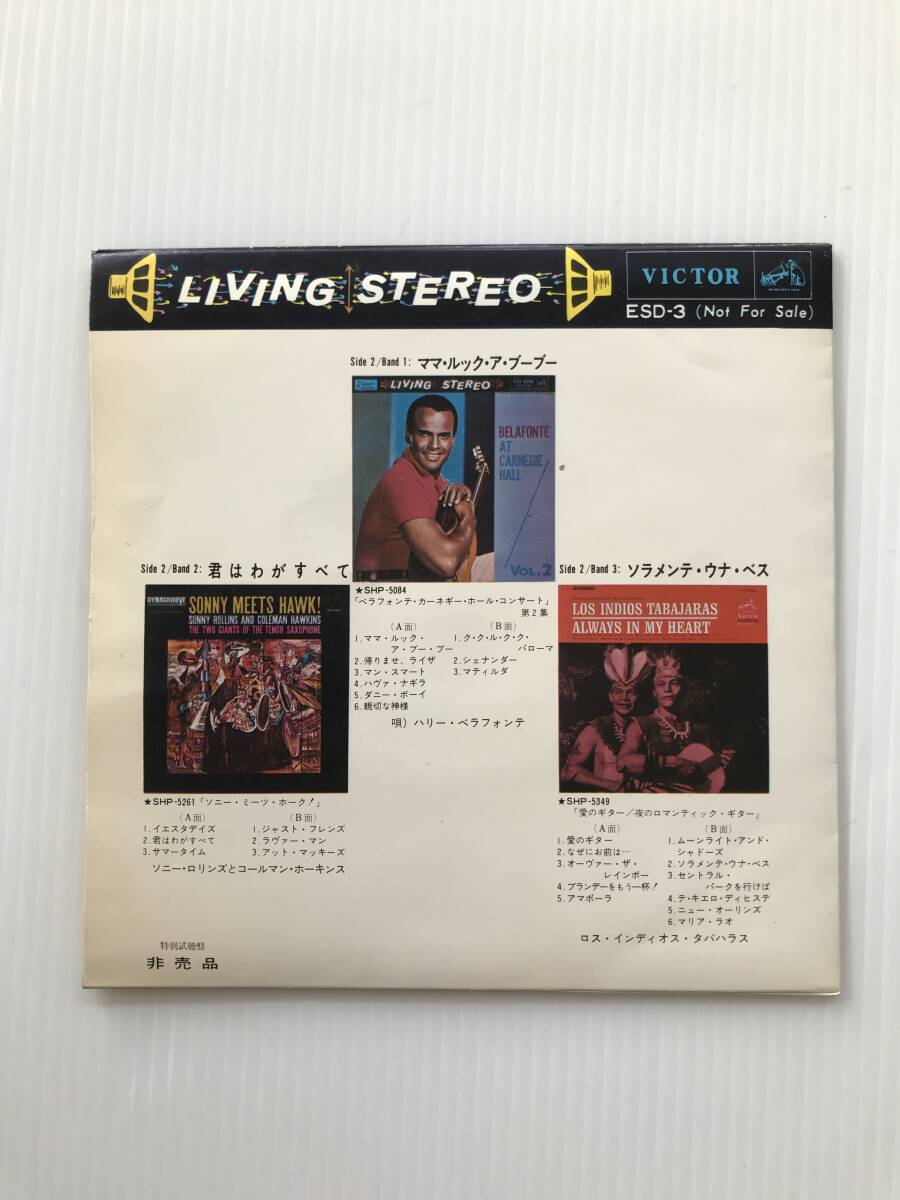 LIVING STEREO
VICTOR
ESD-3 (Not For Sale)
Side 2/Band 1: ママ・ルック・ア・ブーブー
LIVING STEREO
BELAFONTE
AT
CARNEGIE
HALL
VOL.2
★SHP-5084
「ベラフォンテ・カーネギー・ホール・コンサート」
第2集
(A面) (B面)
1.ママ・ルック・ 1.ク・ク・ル・ク・ク・
ア・ブー・ブー パローマ
2.帰りませ、ライザ 2.シェナンダー
3.マン・スマート 3.マティルダ
4.ハヴァ・ナギラ
5.ダニー・ボーイ
6.親切な神様
唄)ハリー・ベラフォンテ
Side 2/Band 2: 君はわがすべて
DYNAGROOVE
SONNY MEETS HAWK!
SONNY ROLLINS AND COLEMAN HAWKINS
THE TWO GIANTS OF THE TENOR SAXOPHONE
★SHP-5261「ソニー・ミーツ・ホーク!」
(A面) (B面)
1.イエスタデイズ 1.ジャスト・フレンズ
2.君はわがすべて 2.ラヴァー・マン
3.サマータイム 3.アット・マッキーズ
ソニー・ロリンズとコールマン・ホーキンス
Side 2/Band 3: ソラメンテ・ウナ・ベス
LOS INDIOS TABAJARAS
ALWAYS IN MY HEART
★SHP-5349
「愛のギター/夜のロマンティック・ギター」
(A面) (B面)
1.愛のギター 1.ムーンライト・アンド・
2.なぜにお前は… シャドーズ
3.オーヴァー・ザ・ 2.ソラメンテ・ウナ・ベス
レインボー 3.セントラル・
4.ブランデーをもう一杯! パークを行けば
5.アマポーラ 4.テ・キエロ・ディヒステ
5.ニュー・オーリンズ
6.マリア・ラオ
ロス・インディオス・タバハラス
特別試聴盤
非売品